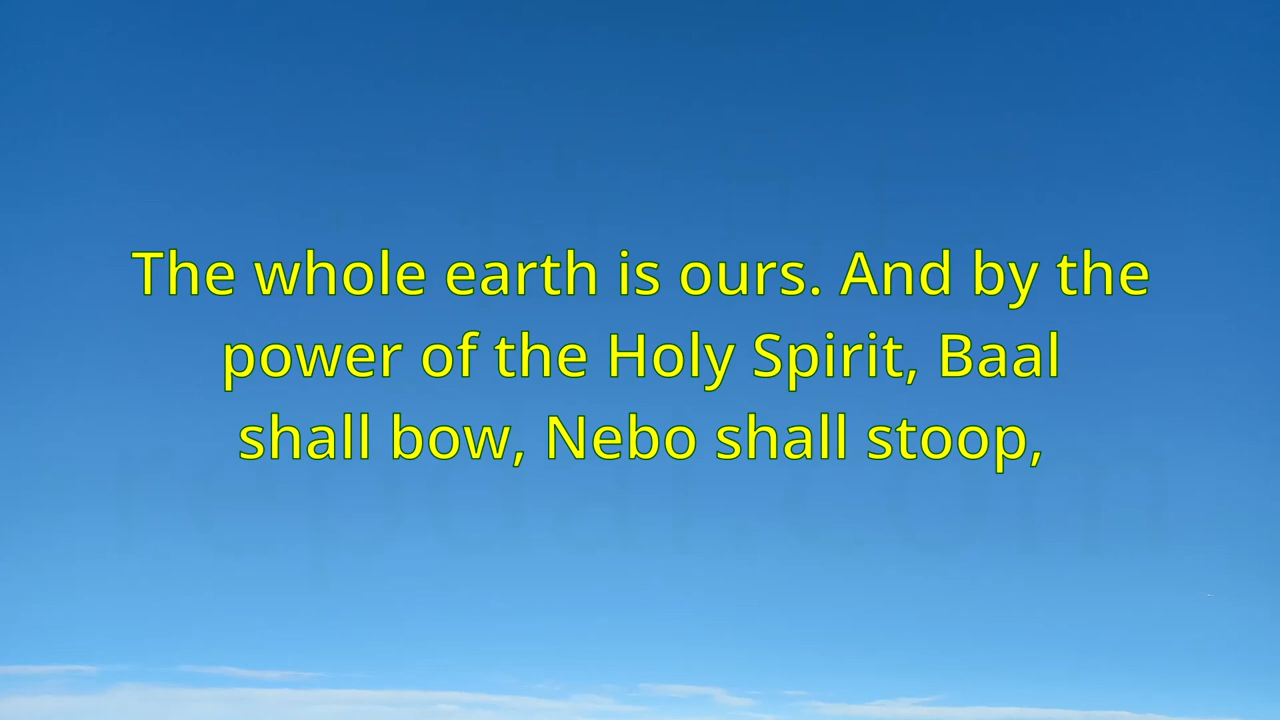 The whole earth is ours. And by the
power of the Holy Spirit, Baal
shall bow, Nebo shall stoop,